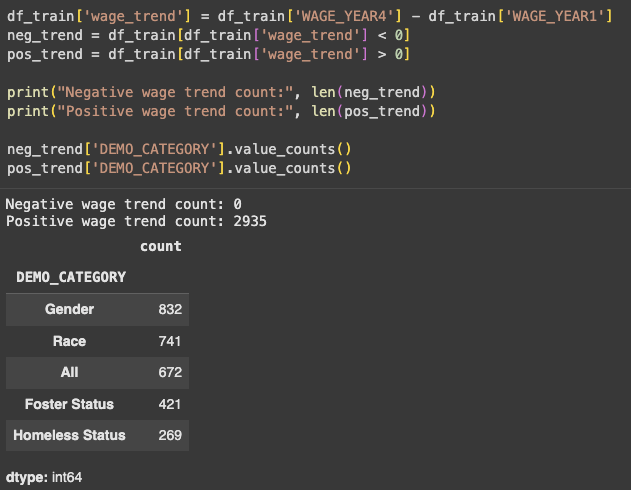 df_train['wage_trend'] = df_train['WAGE_YEAR4'] - df_train['WAGE_YEAR1']
neg_trend = df_train[df_train['wage_trend'] < 0]
pos_trend = df_train[df_train['wage_trend'] > 0]
print("Negative wage trend count:", len(neg_trend))
print("Positive wage trend count:", len(pos_trend))
neg_trend['DEMO_CATEGORY'].value_counts()
pos_trend['DEMO_CATEGORY'].value_counts()
Negative wage trend count: 0
Positive wage trend count: 2935
count
DEMO_CATEGORY
Gender 832
Race 741
All 672
Foster Status 421
Homeless Status 269
dtype: int64